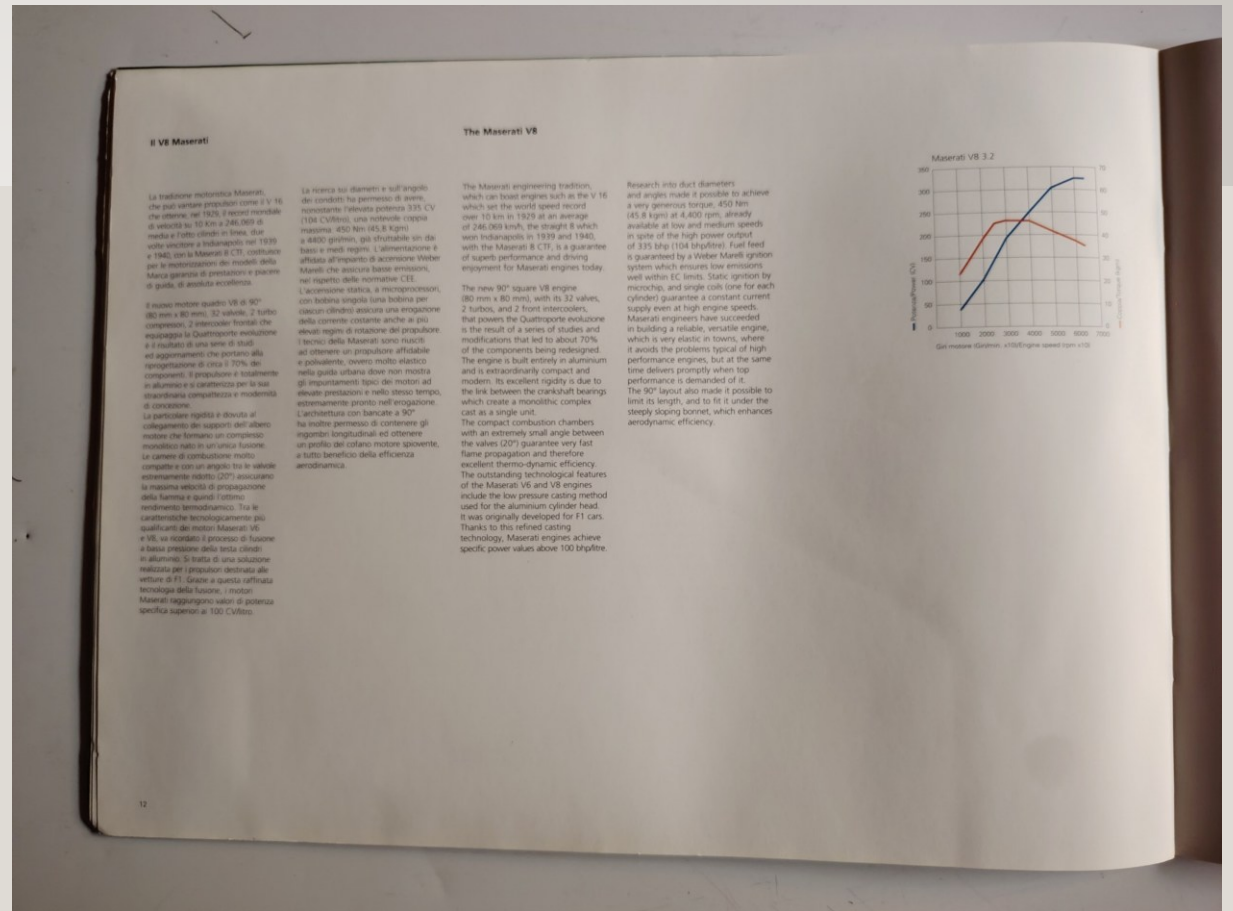 Il V8 Maserati
La tradizione motoristica Maserati,
che può vantare propulsori come il V 16
che ottenne, nel 1929, il record mondiale
di velocità su 10 Km a 246,069 di
media e l'otto cilindri in linea, due
volte vincitore a Indianapolis nel 1939
e 1940, con la Maserati 8 CTF, costituisce
per le motorizzazioni dei modelli della
Marca garanzia di prestazioni e piacere
di guida, di assoluta eccellenza.
Il nuovo motore quadro V8 di 90°
(80 mm x 80 mm), 32 valvole, 2 turbo
compressori, 2 intercooler frontali che
equipaggia la Quattroporte evoluzione
è il risultato di una serie di studi
ed aggiornamenti che portano alla
riprogettazione di circa il 70% dei
componenti. Il propulsore è totalmente
in alluminio e si caratterizza per la sua
straordinaria compattezza e modernità
di concezione.
La particolare rigidità è dovuta al
collegamento dei supporti dell'albero
motore che formano un complesso
monolitico nato in un'unica fusione.
Le camere di combustione molto
compatte e con un angolo tra le valvole
estremamente ridotto (20°) assicurano
la massima velocità di propagazione
della fiamma e quindi l'ottimo
rendimento termodinamico. Tra le
caratteristiche tecnologicamente più
qualificanti dei motori Maserati V6
e V8, va ricordato il processo di fusione
a bassa pressione della testa cilindri
in alluminio. Si tratta di una soluzione
realizzata per i propulsori destinata alle
vetture di F1. Grazie a questa raffinata
tecnologia della fusione, i motori
Maserati raggiungono valori di potenza
specifica superiori ai 100 CV/litro.
La ricerca sui diametri e sull'angolo
dei condotti ha permesso di avere,
nonostante l'elevata potenza 335 CV
(104 CV/litro), una notevole coppia
massima: 450 Nm (45,8 Kgm)
a 4400 giri/min, già sfruttabile sin dai
bassi e medi regimi. L'alimentazione è
affidata all'impianto di accensione Weber
Marelli che assicura basse emissioni,
nel rispetto delle normative CEE.
L'accensione statica, a microprocessori,
con bobina singola (una bobina per
ciascun cilindro) assicura una erogazione
della corrente costante anche ai più
elevati regimi di rotazione del propulsore.
I tecnici della Maserati sono riusciti
ad ottenere un propulsore affidabile
e polivalente, ovvero molto elastico
nella guida urbana dove non mostra
gli impuntamenti tipici dei motori ad
elevate prestazioni e nello stesso tempo,
estremamente pronto nell'erogazione.
L'architettura con bancate a 90°
ha inoltre permesso di contenere gli
ingombri longitudinali ed ottenere
un profilo del cofano motore spiovente,
a tutto beneficio della efficienza
aerodinamica.
The Maserati V8
The Maserati engineering tradition,
which can boast engines such as the V 16
which set the world speed record
over 10 km in 1929 at an average
of 246.069 km/h, the straight 8 which
won Indianapolis in 1939 and 1940,
with the Maserati 8 CTF, is a guarantee
of superb performance and driving
enjoyment for Maserati engines today.
The new 90° square V8 engine
(80 mm x 80 mm), with its 32 valves,
2 turbos, and 2 front intercoolers,
that powers the Quattroporte evoluzione
is the result of a series of studies and
modifications that led to about 70%
of the components being redesigned.
The engine is built entirely in aluminium
and is extraordinarily compact and
modern. Its excellent rigidity is due to
the link between the crankshaft bearings
which create a monolithic complex
cast as a single unit.
The compact combustion chambers
with an extremely small angle between
the valves (20°) guarantee very fast
flame propagation and therefore
excellent thermo-dynamic efficiency.
The outstanding technological features
of the Maserati V6 and V8 engines
include the low pressure casting method
used for the aluminium cylinder head.
It was originally developed for F1 cars.
Thanks to this refined casting
technology, Maserati engines achieve
specific power values above 100 bhp/litre.
Research into duct diameters
and angles made it possible to achieve
a very generous torque, 450 Nm
(45.8 kgm) at 4,400 rpm, already
available at low and medium speeds
in spite of the high power output
of 335 bhp (104 bhp/litre). Fuel feed
is guaranteed by a Weber Marelli ignition
system which ensures low emissions
well within EC limits. Static ignition by
microchip, and single coils (one for each
cylinder) guarantee a constant current
supply even at high engine speeds.
Maserati engineers have succeeded
in building a reliable, versatile engine,
which is very elastic in towns, where
it avoids the problems typical of high
performance engines, but at the same
time delivers promptly when top
performance is demanded of it.
The 90° layout also made it possible to
limit its length, and to fit it under the
steeply sloping bonnet, which enhances
aerodynamic efficiency.
Maserati V8 3.2
350
300
250
200
150
100
50
0
Potenza/Power (CV)
70
60
50
40
30
20
10
0
1000 2000 3000 4000 5000 6000 7000
Giri motore (Giri/min. x10)/Engine speed (rpm x10)
12